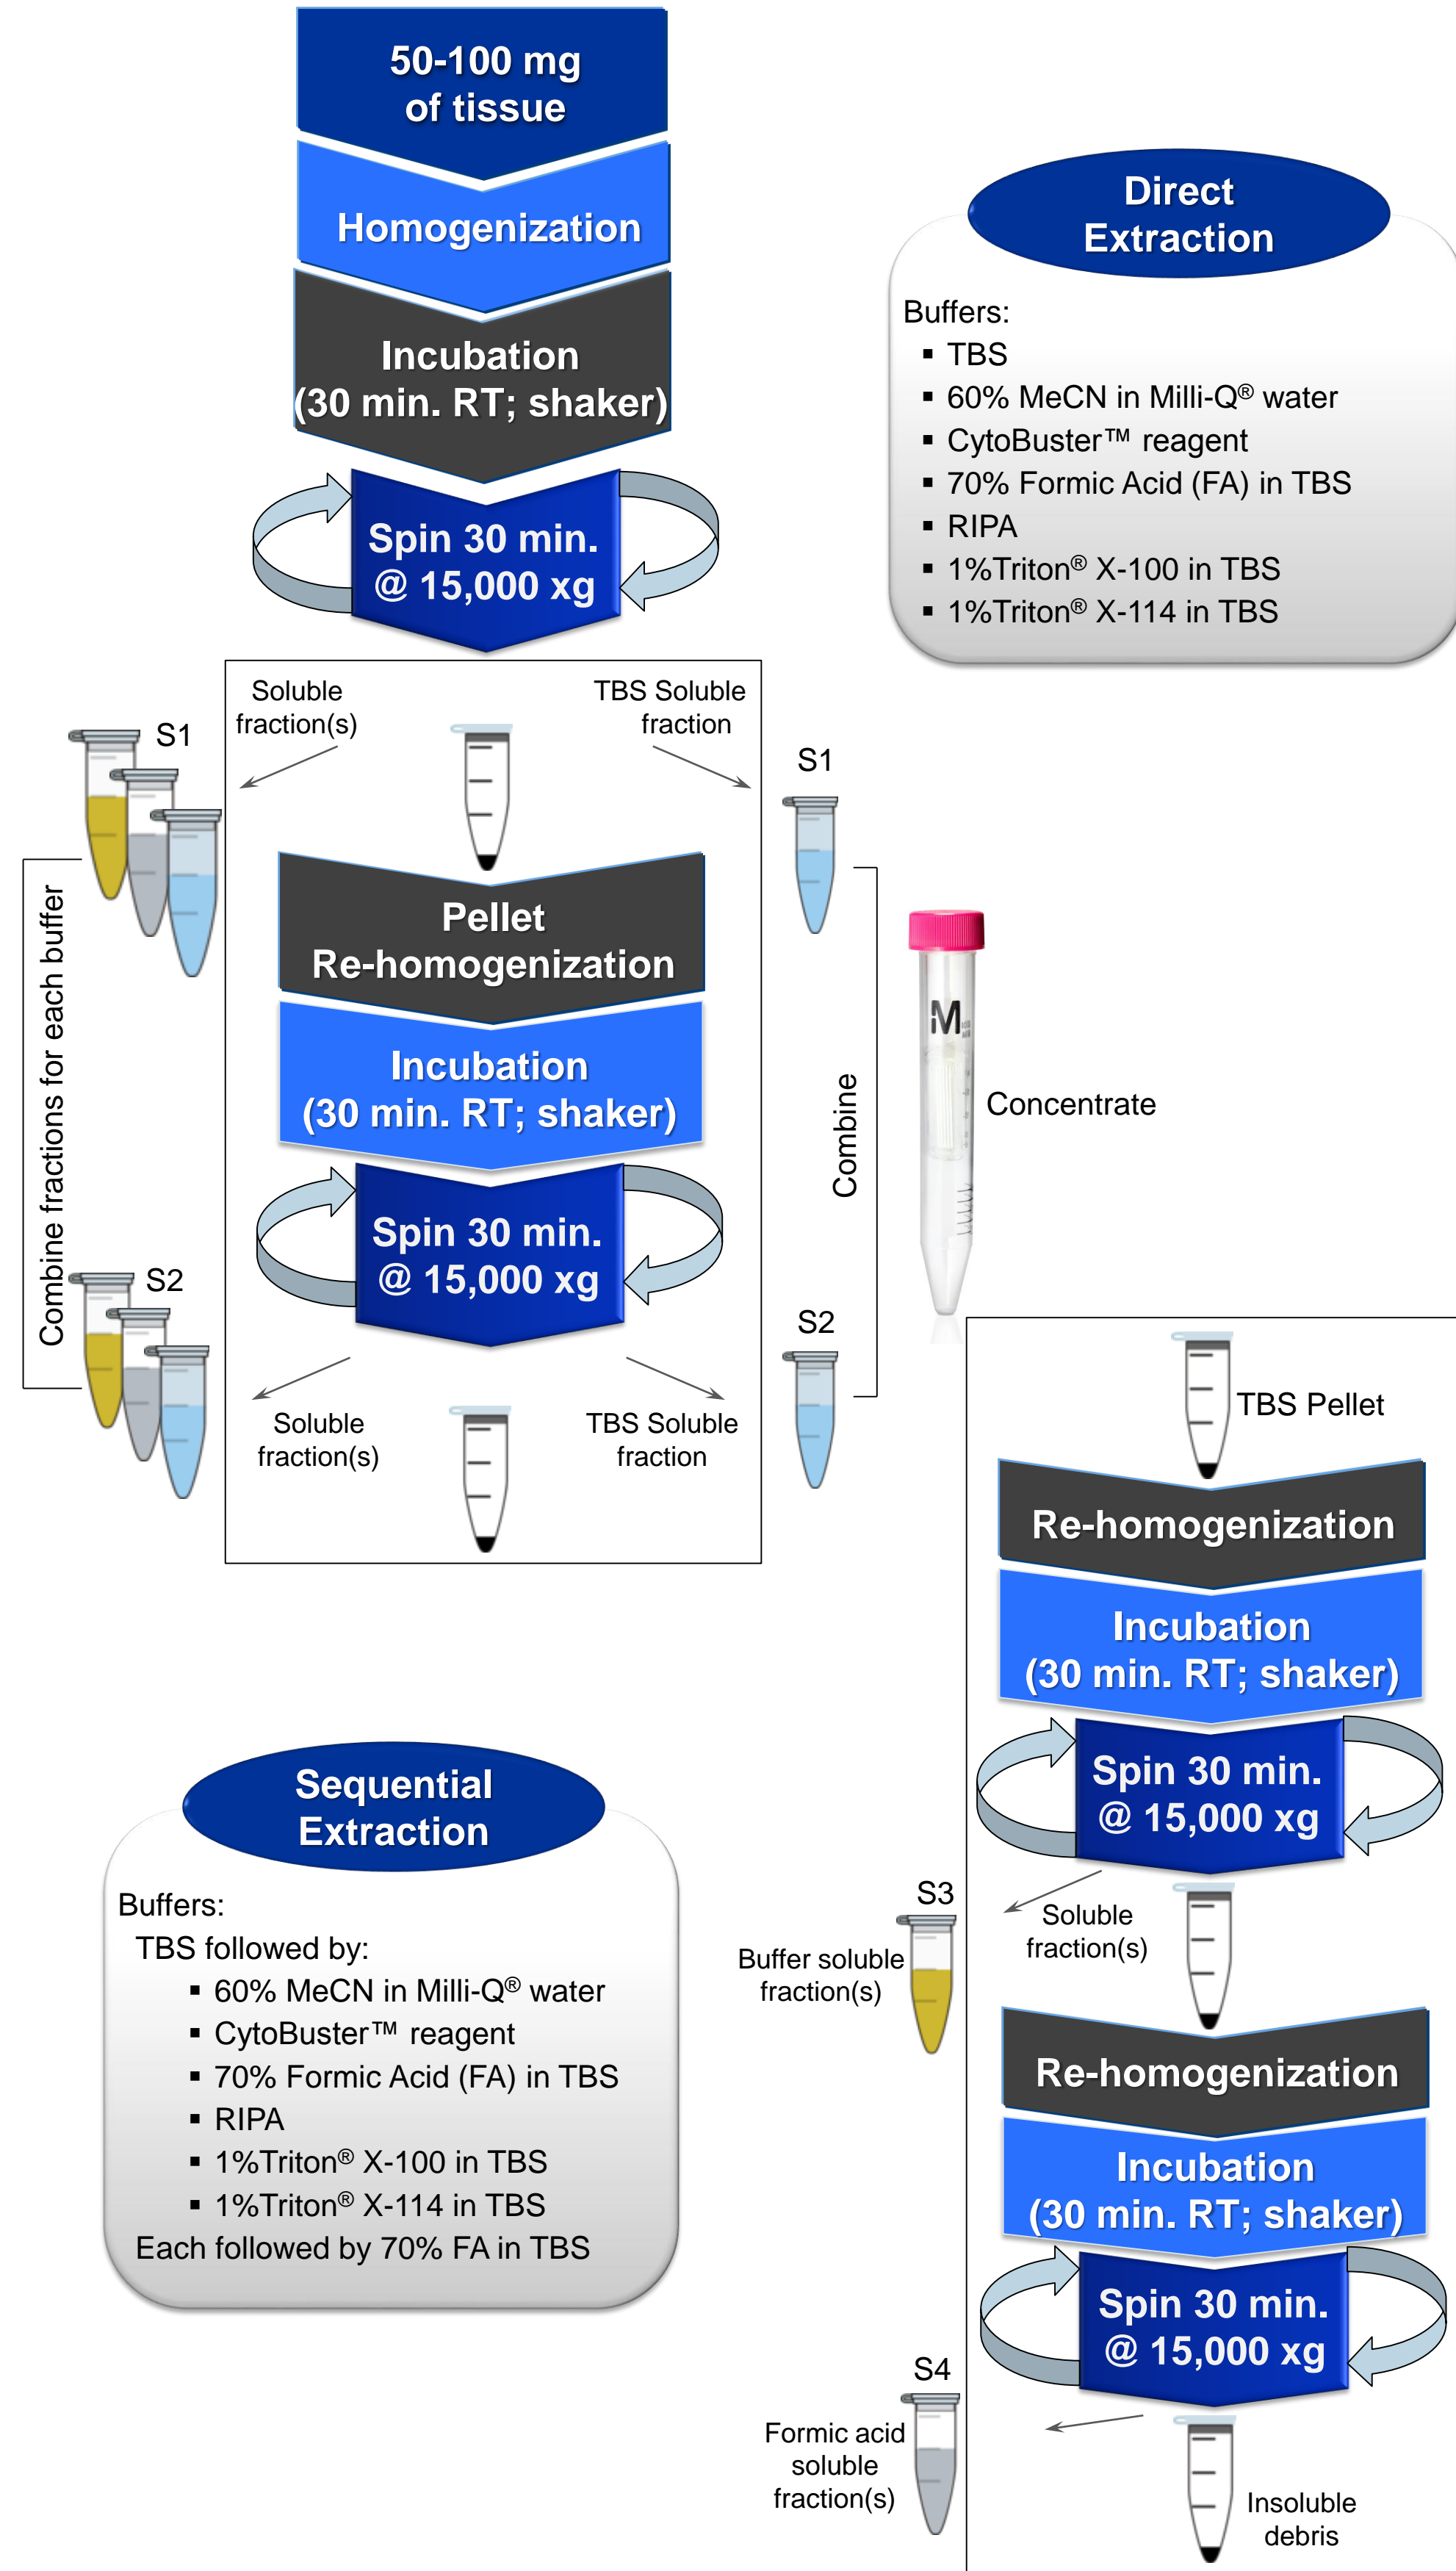 50-100 mg
of tissue
Homogenization
Incubation
(30 min. RT; shaker)
Spin 30 min.
@ 15,000 xg
Direct
Extraction
Buffers:
▪ TBS
▪ 60% MeCN in Milli-Q® water
▪ CytoBuster™ reagent
▪ 70% Formic Acid (FA) in TBS
▪ RIPA
▪ 1%Triton® X-100 in TBS
▪ 1%Triton® X-114 in TBS
Soluble
fraction(s)
TBS Soluble
fraction
S1
S1
Pellet
Re-homogenization
Incubation
(30 min. RT; shaker)
Spin 30 min.
@ 15,000 xg
Combine fractions for each buffer
Combine
M
Concentrate
S2
S2
Soluble
fraction(s)
TBS Soluble
fraction
TBS Pellet
Re-homogenization
Incubation
(30 min. RT; shaker)
Spin 30 min.
@ 15,000 xg
S3
Buffer soluble
fraction(s)
Soluble
fraction(s)
Re-homogenization
Incubation
(30 min. RT; shaker)
Spin 30 min.
@ 15,000 xg
S4
Formic acid
soluble
fraction(s)
Insoluble
debris
Sequential
Extraction
Buffers:
TBS followed by:
▪ 60% MeCN in Milli-Q® water
▪ CytoBuster™ reagent
▪ 70% Formic Acid (FA) in TBS
▪ RIPA
▪ 1%Triton® X-100 in TBS
▪ 1%Triton® X-114 in TBS
Each followed by 70% FA in TBS